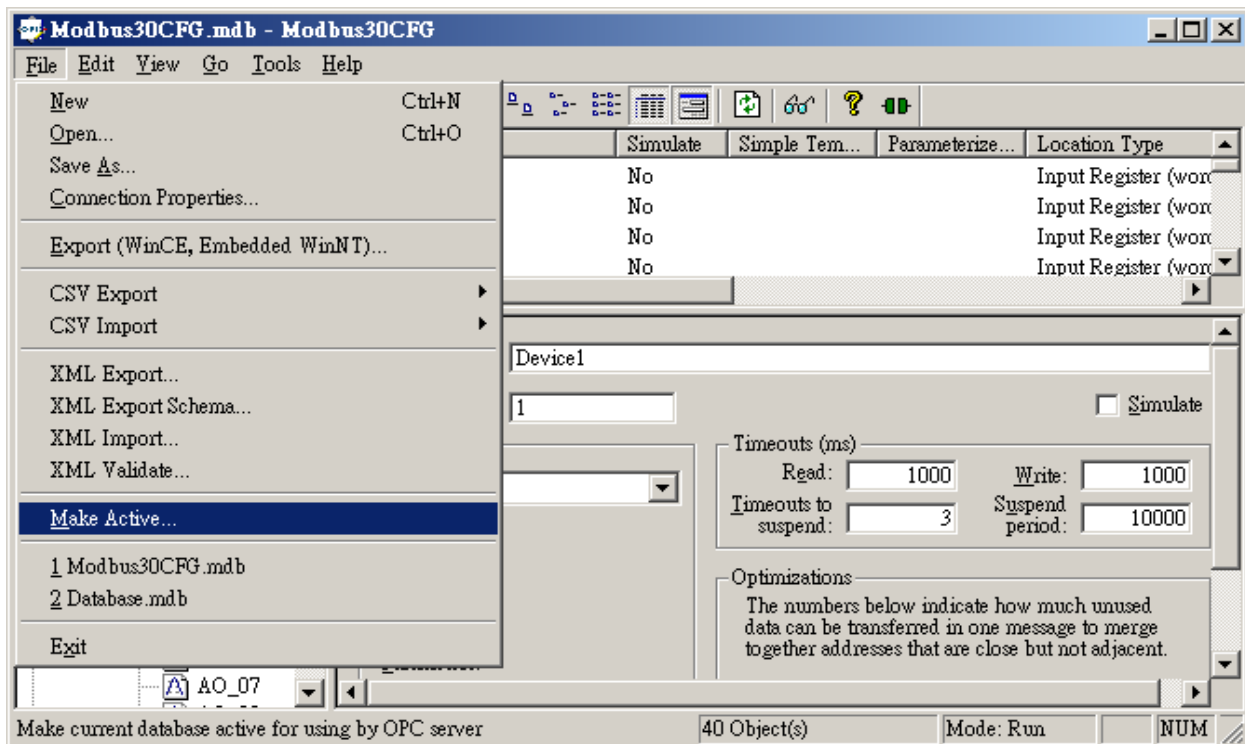 Modbus30CFG.mdb - Modbus30CFG
File Edit View Go Tools Help
New Ctrl+N
Open... Ctrl+O
Save As...
Connection Properties...
Export (WinCE, Embedded WinNT)...
CSV Export
CSV Import
XML Export...
XML Export Schema...
XML Import...
XML Validate...
Make Active...
1 Modbus30CFG.mdb
2 Database.mdb
Exit
Simulate Simple Tem... Parameterize... Location Type
No Input Register (word
No Input Register (word
No Input Register (word
No Input Register (word
Device1
1 Simulate
Timeouts (ms)
Read: 1000 Write: 1000
Timeouts to suspend: 3 Suspend period: 10000
Optimizations
The numbers below indicate how much unused
data can be transferred in one message to merge
together addresses that are close but not adjacent.
AO_07
Make current database active for using by OPC server 40 Object(s) Mode: Run NUM